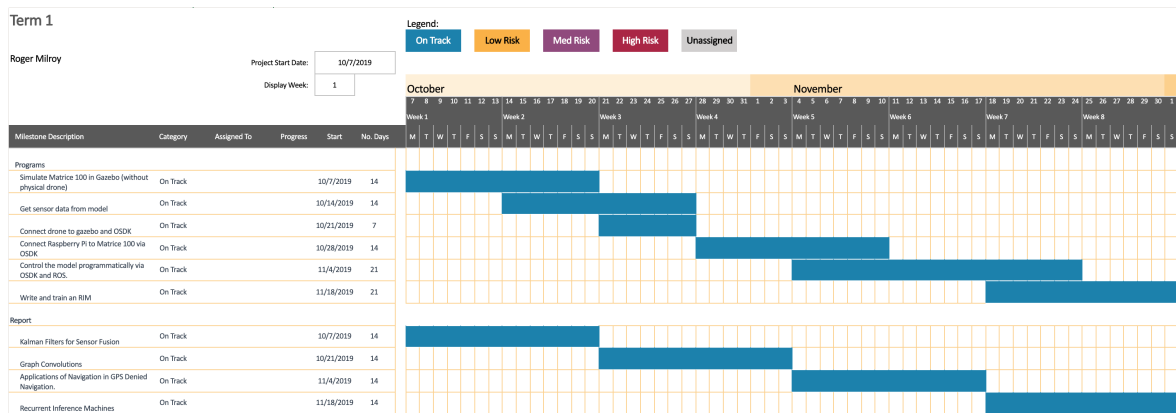 Term 1
Legend:
On Track Low Risk Med Risk High Risk Unassigned
Roger Milroy
Project Start Date: 10/7/2019
Display Week: 1
October November
7 8 9 10 11 12 13 14 15 16 17 18 19 20 21 22 23 24 25 26 27 28 29 30 31 1 2 3 4 5 6 7 8 9 10 11 12 13 14 15 16 17 18 19 20 21 22 23 24 25 26 27 28 29 30 1
Week 1 Week 2 Week 3 Week 4 Week 5 Week 6 Week 7 Week 8
Milestone Description Category Assigned To Progress Start No. Days M T W T F S S M T W T F S S M T W T F S S M T W T F S S M T W T F S S M T W T F S S M T W T F S S M T W T F S S
Programs
Simulate Matrice 100 in Gazebo (without
physical drone) On Track 10/7/2019 14
Get sensor data from model On Track 10/14/2019 14
Connect drone to gazebo and OSDK On Track 10/21/2019 7
Connect Raspberry Pi to Matrice 100 via
OSDK On Track 10/28/2019 14
Control the model programmatically via
OSDK and ROS. On Track 11/4/2019 21
Write and train an RIM On Track 11/18/2019 21
Report
Kalman Filters for Sensor Fusion On Track 10/7/2019 14
Graph Convolutions On Track 10/21/2019 14
Applications of Navigation in GPS Denied
Navigation. On Track 11/4/2019 14
Recurrent Inference Machines On Track 11/18/2019 14